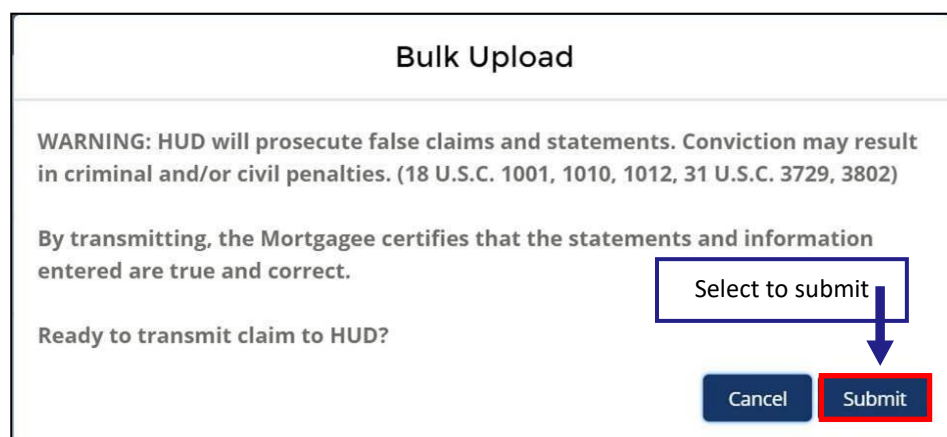 Bulk Upload
WARNING: HUD will prosecute false claims and statements. Conviction may result
in criminal and/or civil penalties. (18 U.S.C. 1001, 1010, 1012, 31 U.S.C. 3729, 3802)
By transmitting, the Mortgagee certifies that the statements and information
entered are true and correct.
Select to submit
Ready to transmit claim to HUD?
Cancel Submit